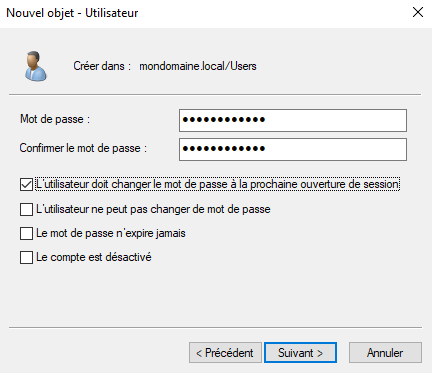 Nouvel objet - Utilisateur
Créer dans : mondomaine.local/Users
Mot de passe : ●●●●●●●●●●●●
Confirmer le mot de passe : ●●●●●●●●●●●●
L'utilisateur doit changer le mot de passe à la prochaine ouverture de session
L'utilisateur ne peut pas changer de mot de passe
Le mot de passe n'expire jamais
Le compte est désactivé
< Précédent Suivant > Annuler